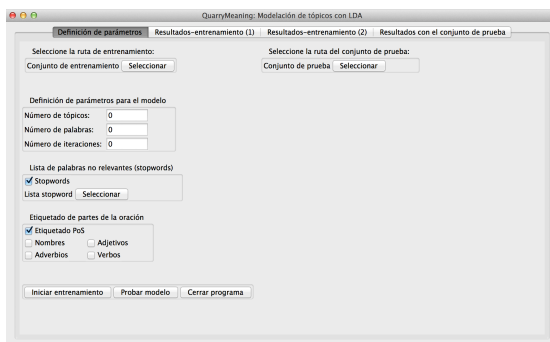 QuarryMeaning: Modelación de tópicos con LDA
Definición de parámetros Resultados-entrenamiento (1) Resultados-entrenamiento (2) Resultados con el conjunto de prueba
Seleccione la ruta de entrenamiento: Seleccione la ruta del conjunto de prueba:
Conjunto de entrenamiento Seleccionar Conjunto de prueba Seleccionar
Definición de parámetros para el modelo
Número de tópicos: 0
Número de palabras: 0
Número de iteraciones: 0
Lista de palabras no relevantes (stopwords)
Stopwords
Lista stopword Seleccionar
Etiquetado de partes de la oración
Etiquetado PoS
Nombres Adjetivos
Adverbios Verbos
Iniciar entrenamiento Probar modelo Cerrar programa